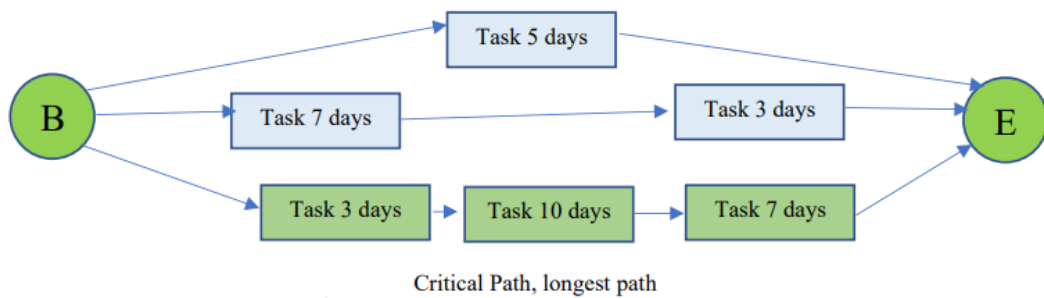 Task 5 days
B
Task 7 days
Task 3 days
E
Task 3 days
Task 10 days
Task 7 days
Critical Path, longest path